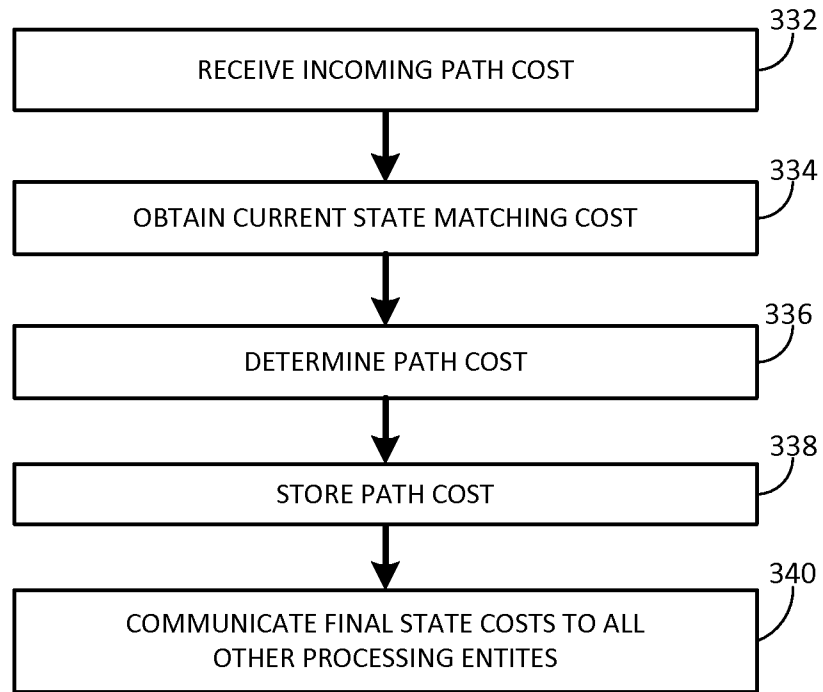 332
RECEIVE INCOMING PATH COST
334
OBTAIN CURRENT STATE MATCHING COST
336
DETERMINE PATH COST
338
STORE PATH COST
340
COMMUNICATE FINAL STATE COSTS TO ALL
OTHER PROCESSING ENTITES